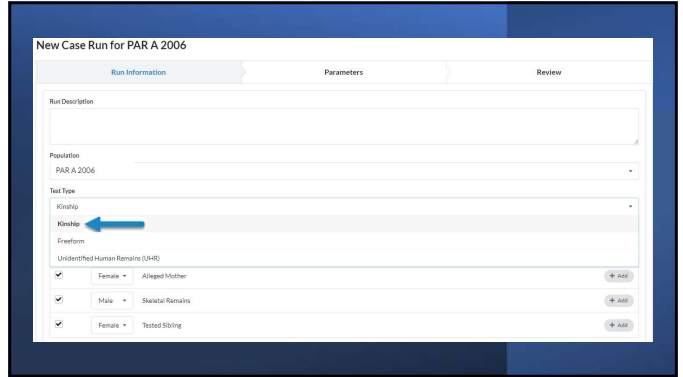 New Case Run for PAR A 2006
Run Information Parameters Review
Run Description
Population
PAR A 2006
Test Type
Kinship
Kinship
Freeform
Unidentified Human Remains (UHR)
Female Alleged Mother + Add
Male Skeletal Remains + Add
Female Tested Sibling + Add